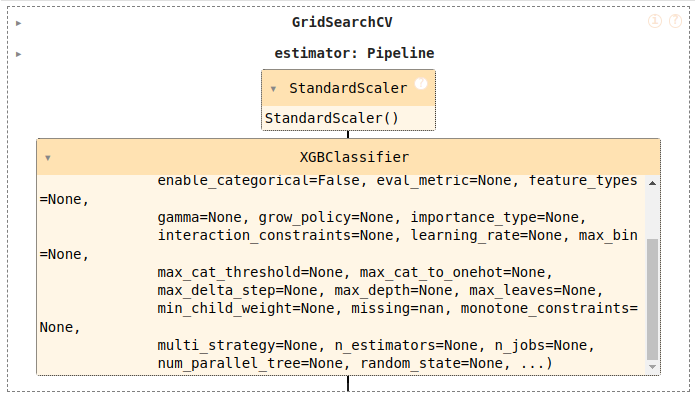 GridSearchCV
estimator: Pipeline
StandardScaler
StandardScaler()
XGBClassifier
enable_categorical=False, eval_metric=None, feature_types
=None,
gamma=None, grow_policy=None, importance_type=None,
interaction_constraints=None, learning_rate=None, max_bin
=None,
max_cat_threshold=None, max_cat_to_onehot=None,
max_delta_step=None, max_depth=None, max_leaves=None,
min_child_weight=None, missing=nan, monotone_constraints=
None,
multi_strategy=None, n_estimators=None, n_jobs=None,
num_parallel_tree=None, random_state=None, ...)